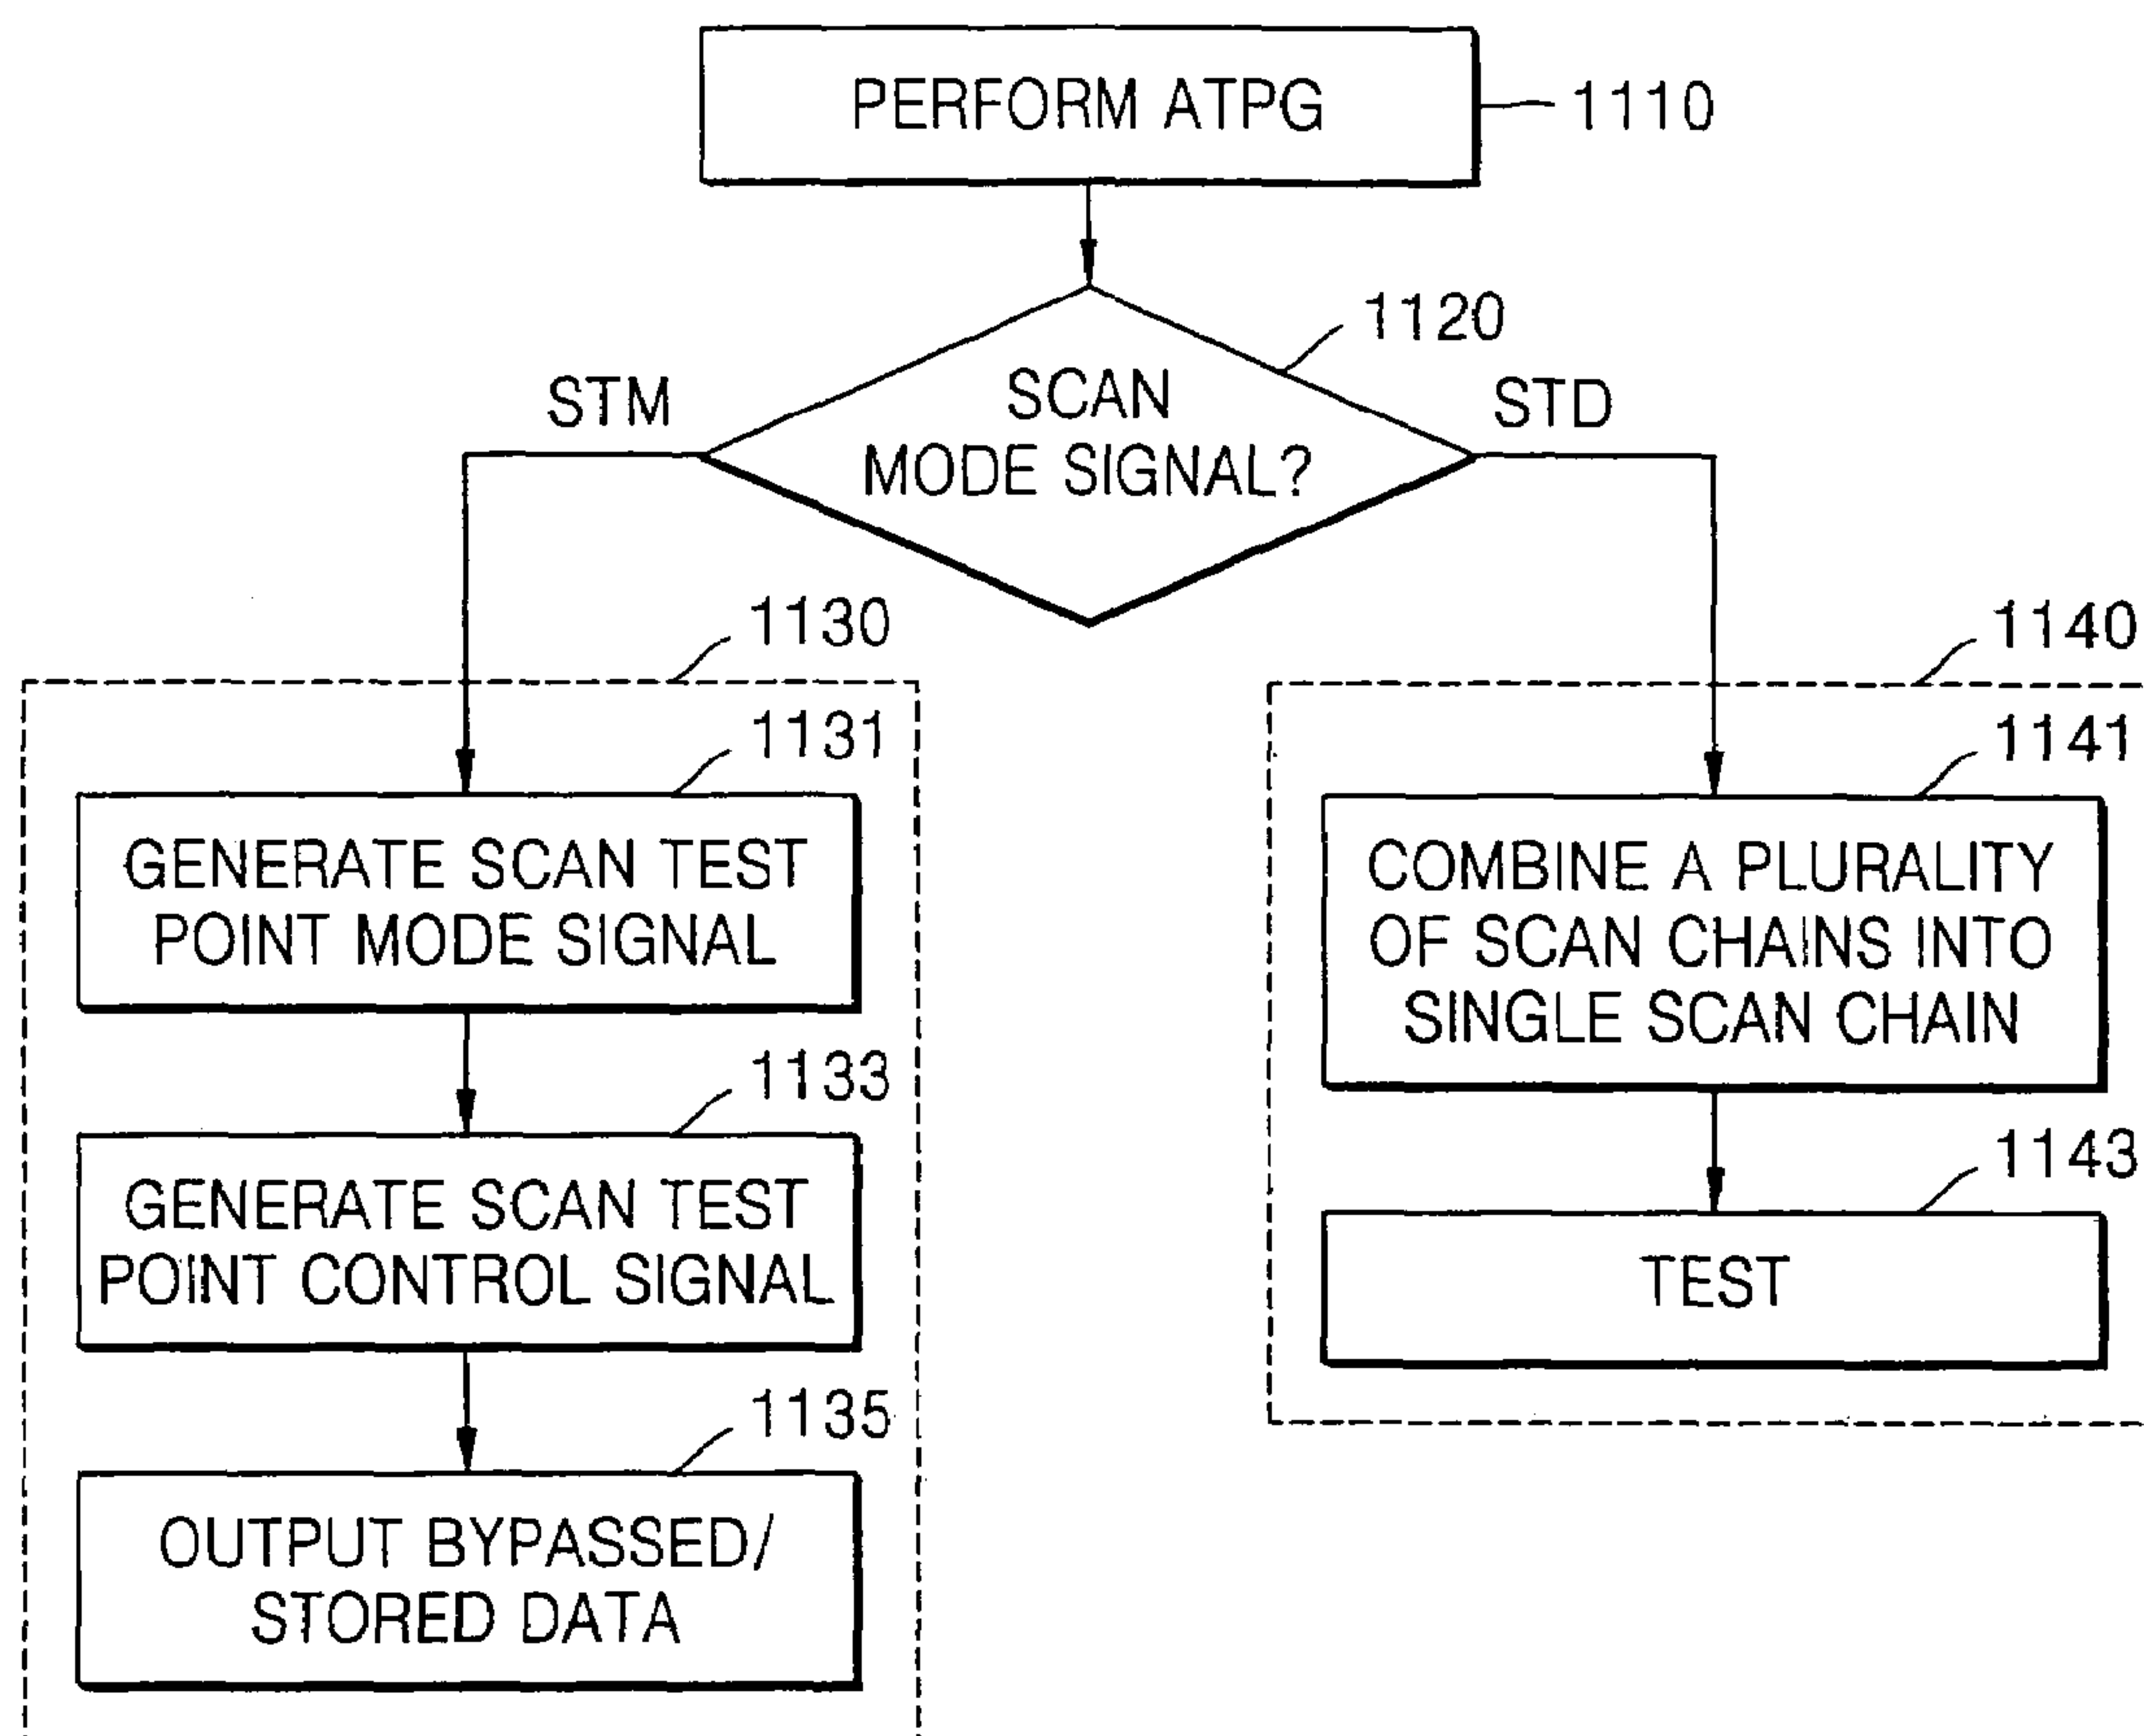 PERFORM ATPG
1110
1120
SCAN
MODE SIGNAL?
STM
STD
1130
1131
GENERATE SCAN TEST
POINT MODE SIGNAL
1133
GENERATE SCAN TEST
POINT CONTROL SIGNAL
1135
OUTPUT BYPASSED/
STORED DATA
1140
1141
COMBINE A PLURALITY
OF SCAN CHAINS INTO
SINGLE SCAN CHAIN
1143
TEST